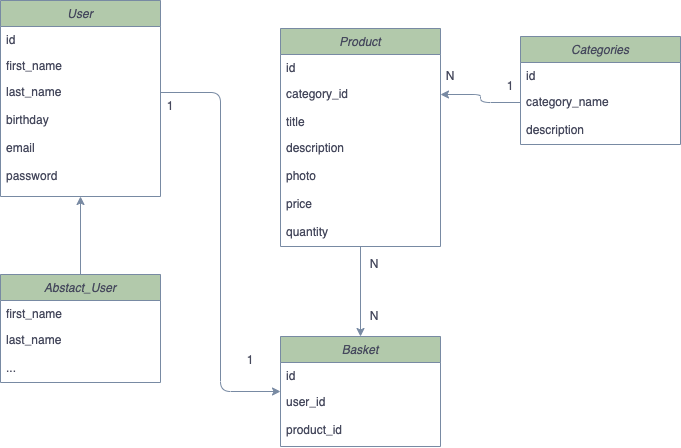 User
id
first_name
last_name
birthday
email
password
1
Abstact_User
first_name
last_name
...
Product
id
category_id
title
description
photo
price
quantity
N
1
Categories
id
category_name
description
N
N
1
Basket
id
user_id
product_id